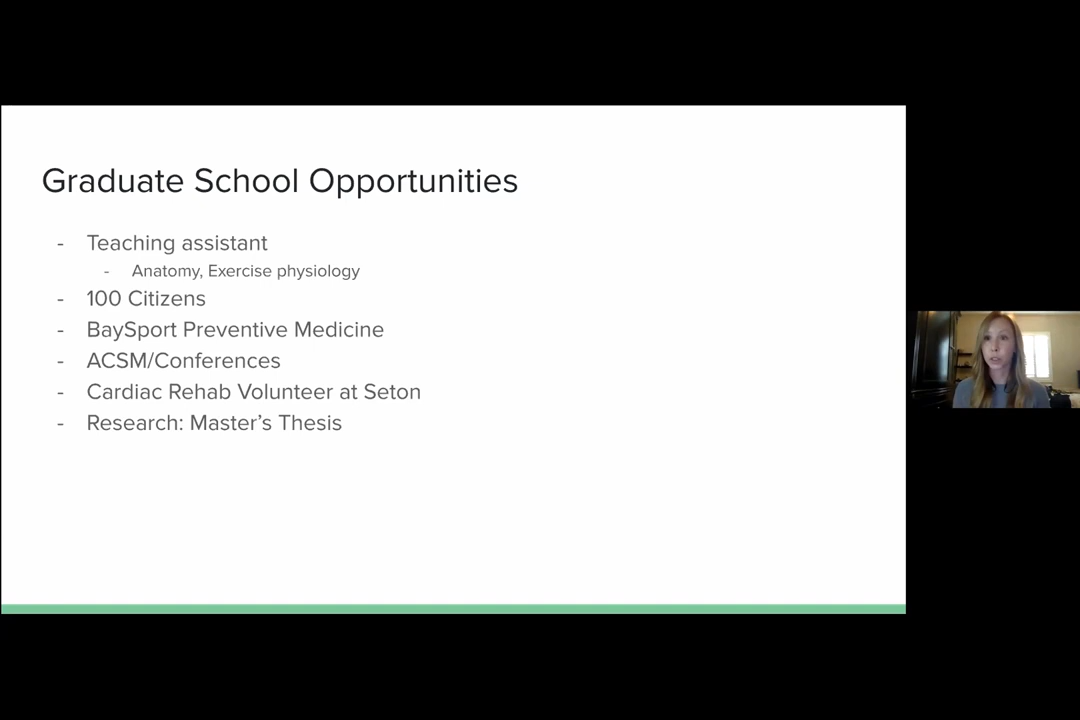 Graduate School Opportunities
- Teaching assistant
- Anatomy, Exercise physiology
- 100 Citizens
- BaySport Preventive Medicine
- ACSM/Conferences
- Cardiac Rehab Volunteer at Seton
- Research: Master’s Thesis